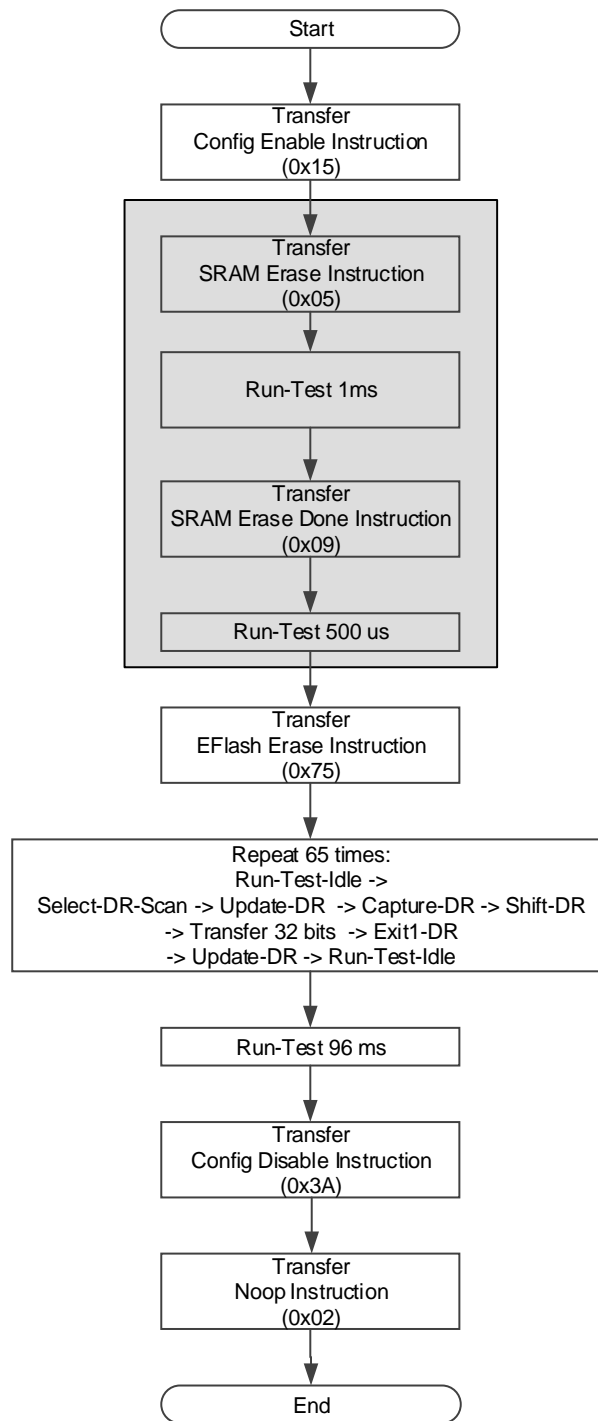 Start
Transfer
Config Enable Instruction
(0x15)
Transfer
SRAM Erase Instruction
(0x05)
Run-Test 1ms
Transfer
SRAM Erase Done Instruction
(0x09)
Run-Test 500 us
Transfer
EFlash Erase Instruction
(0x75)
Repeat 65 times:
Run-Test-Idle ->
Select-DR-Scan -> Update-DR -> Capture-DR -> Shift-DR
-> Transfer 32 bits -> Exit1-DR
-> Update-DR -> Run-Test-Idle
Run-Test 96 ms
Transfer
Config Disable Instruction
(0x3A)
Transfer
Noop Instruction
(0x02)
End